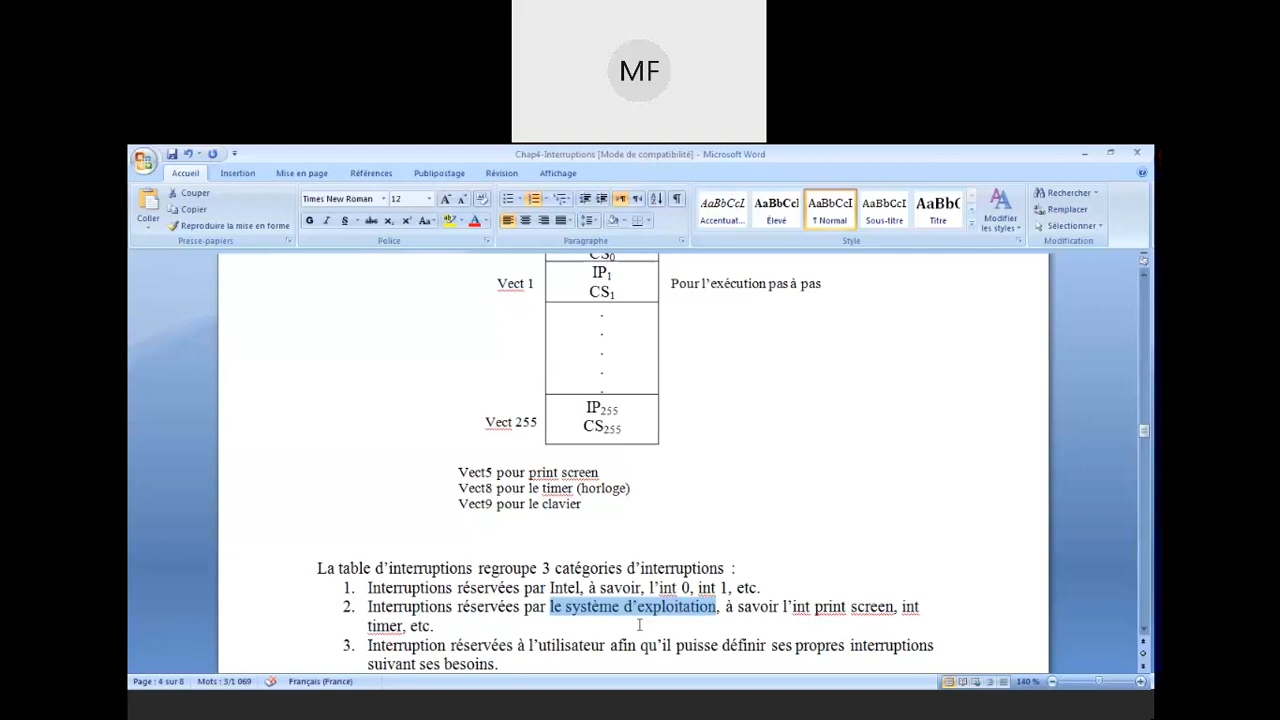 MF
Chap4-Interruptions [Mode de compatibilité] - Microsoft Word
Accueil Insertion Mise en page Références Publipostage Révision Affichage
Coller
Couper
Copier
Reproduire la mise en forme
Presse-papiers
Times New Roman 12
G I S abc x₂ x² Aa
Police
Paragraphe
AaBbCcI AaBbCcI AaBbCcI AaBbCcI AaBbC
Accentuat... Élevé ¶ Normal Sous-titre Titre
Modifier les styles
Style
Rechercher
Remplacer
Sélectionner
Modification
CS₀
Vect 1 IP₁ Pour l'exécution pas à pas
CS₁
.
.
.
.
.
IP₂₅₅
Vect 255 CS₂₅₅
Vect5 pour print screen
Vect8 pour le timer (horloge)
Vect9 pour le clavier
La table d'interruptions regroupe 3 catégories d'interruptions :
1. Interruptions réservées par Intel, à savoir, l'int 0, int 1, etc.
2. Interruptions réservées par le système d'exploitation, à savoir l'int print screen, int
timer, etc.
3. Interruption réservées à l'utilisateur afin qu'il puisse définir ses propres interruptions
suivant ses besoins.
Page : 4 sur 8 Mots : 3/1 069 Français (France) 140 %